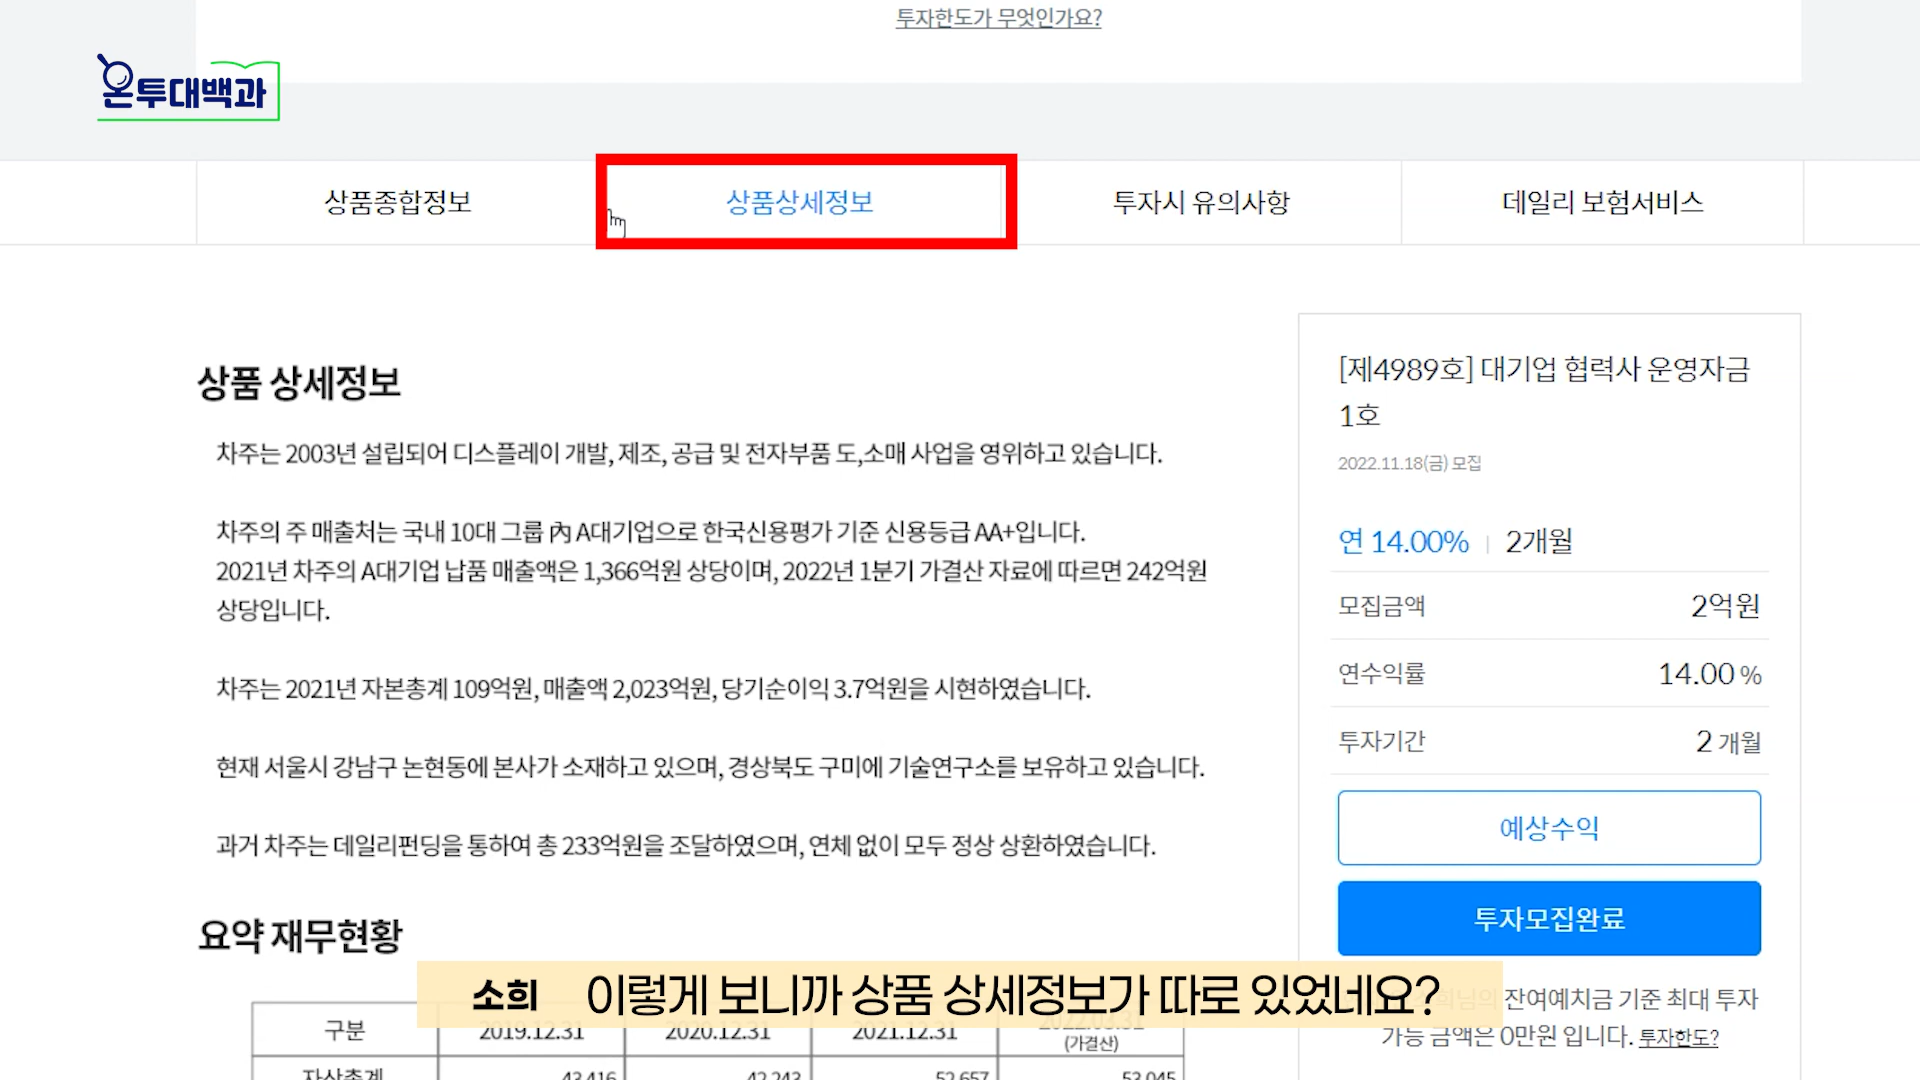 투자한도가 무엇인가요?
온투대백과
상품종합정보
상품상세정보
투자시 유의사항
데일리 보험서비스
상품 상세정보
차주는 2003년 설립되어 디스플레이 개발, 제조, 공급 및 전자부품 도,소매 사업을 영위하고 있습니다.
차주의 주 매출처는 국내 10대 그룹 內 A대기업으로 한국신용평가 기준 신용등급 AA+입니다.
2021년 차주의 A대기업 납품 매출액은 1,366억원 상당이며, 2022년 1분기 가결산 자료에 따르면 242억원
상당입니다.
차주는 2021년 자본총계 109억원, 매출액 2,023억원, 당기순이익 3.7억원을 시현하였습니다.
현재 서울시 강남구 논현동에 본사가 소재하고 있으며, 경상북도 구미에 기술연구소를 보유하고 있습니다.
과거 차주는 데일리펀딩을 통하여 총 233억원을 조달하였으며, 연체 없이 모두 정상 상환하였습니다.
요약 재무현황
구분 2019.12.31 2020.12.31 2021.12.31 2022.03.31
(가결산)
자산총계 43,416 42,243 52,657 53,045
[제4989호] 대기업 협력사 운영자금
1호
2022.11.18(금) 모집
연 14.00% | 2개월
모집금액 2억원
연수익률 14.00 %
투자기간 2 개월
예상수익
투자모집완료
잔여예치금 기준 최대 투자
가능 금액은 0만원 입니다. 투자한도?
소희 이렇게 보니까 상품 상세정보가 따로 있었네요?